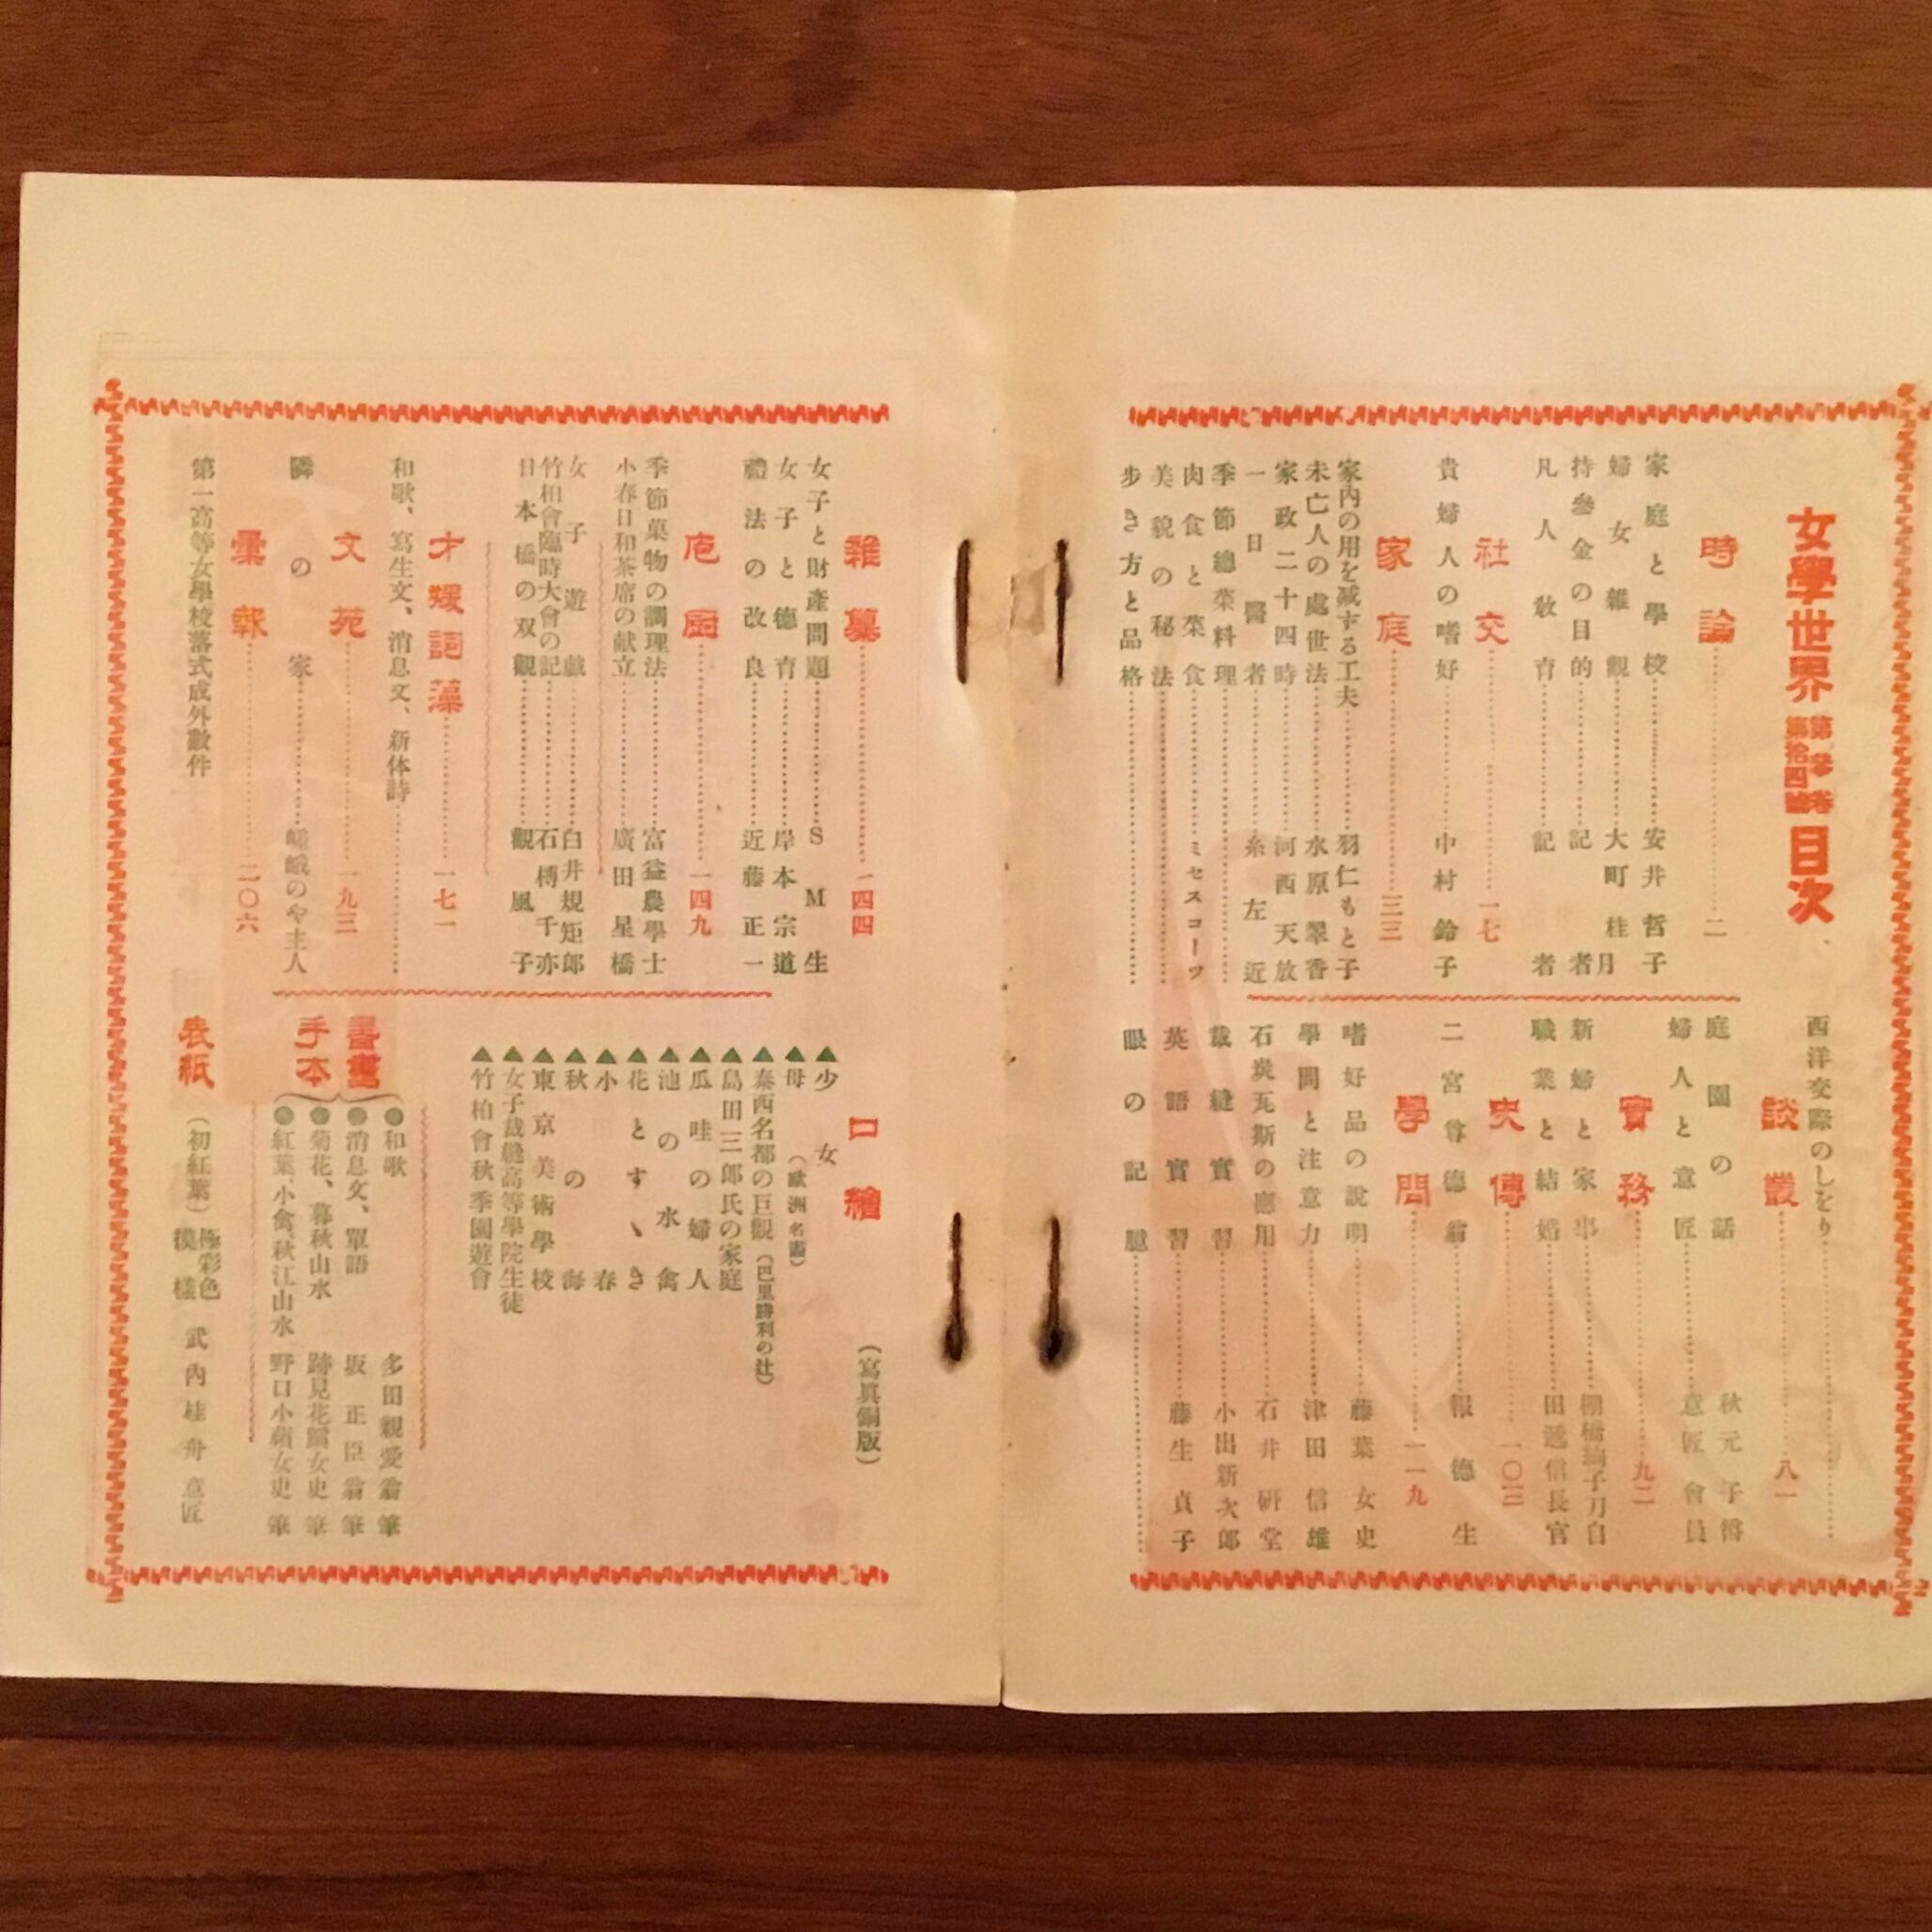 女學世界 第參卷 第拾四號 目次
時論……二
家庭と學校……安井哲子
婦女雜觀……大町桂月
持參金の目的……記者
凡人教育……記者
社交……一七
貴婦人の嗜好……中村鈴子
家庭……三三
家內の用を減する工夫……羽仁もと子
未亡人の處世法……水原翠香
家政二十四時……河西天放
一日醫者……糸左近
季節總菜料理……
肉食と菜食……ミセスコーツ
美貌の秘法……
步き方と品格……
西洋交際のしをり……
談叢……八一
庭園の話……秋元子爵
婦人と意匠……意匠會員
實務……九二
新婦と家事……棚橋絢子刀自
職業と結婚……田遞信長官
史傳……一〇三
二宮尊德翁……報德生
學問……一一九
嗜好品の說明……藤葉女史
學問と注意力……津田信雄
石炭瓦斯の應用……石井硏堂
裁縫實習……小出新次郎
英語實習……藤生貞子
眼の記臆……
雜纂……一四四
女子と財產問題……S M 生
女子と德育……岸本宗道
禮法の改良……近藤正一
庖厨……一四九
季節菓物の調理法……富益農學士
小春日和茶席の献立……廣田星橋
女子遊戲……白井規矩郎
竹柏會臨時大會の記……石榑千亦
日本橋の双觀……觀風子
才媛詞藻……一七一
和歌、寫生文、消息文、新体詩……
文苑……一九三
隣の家……嵯峨のや主人
彙報……二〇六
第一高等女學校落式成外數件
口繪 (寫眞銅版)
▲少女
▲母 (歐洲名畵)
▲泰西名都の巨觀 (巴里勝利の辻)
▲島田三郎氏の家庭
▲瓜哇の婦人
▲池の水禽
▲花とすゝき
▲小春
▲秋の海
▲東京美術學校
▲女子裁縫高等學院生徒
▲竹柏會秋季園遊會
書畫手本
●和歌 多田親愛翁筆
●消息文、單語 坂正臣翁筆
●菊花、暮秋山水 跡見花蹊女史筆
●紅葉、小禽、秋江山水 野口小蘋女史筆
表紙 (初紅葉) 極彩色模樣 武內桂舟意匠